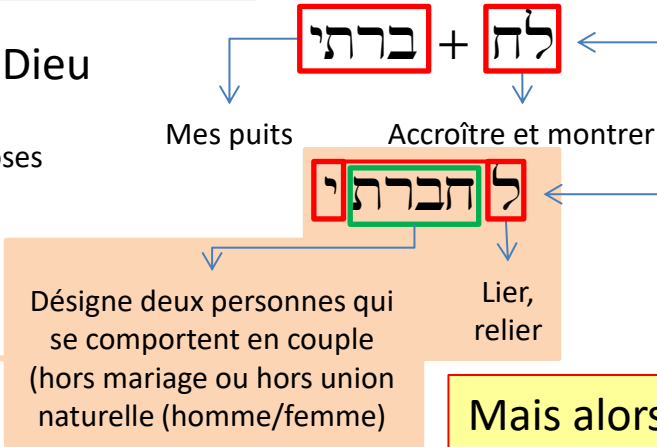 Dieu
ברתי + לח
Mes puits
Accroître et montrer
oses
ל חברת י
Désigne deux personnes qui
se comportent en couple
(hors mariage ou hors union
naturelle (homme/femme)
Lier,
relier
Mais alors